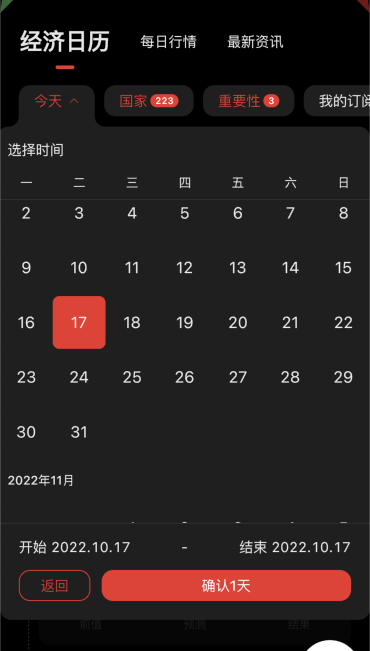 经济日历 每日行情 最新资讯
今天 国家 223 重要性 3 我的订阅
选择时间
一 二 三 四 五 六 日
2 3 4 5 6 7 8
9 10 11 12 13 14 15
16 17 18 19 20 21 22
23 24 25 26 27 28 29
30 31
2022年11月
开始 2022.10.17 - 结束 2022.10.17
返回 确认1天
前值 预测 结果